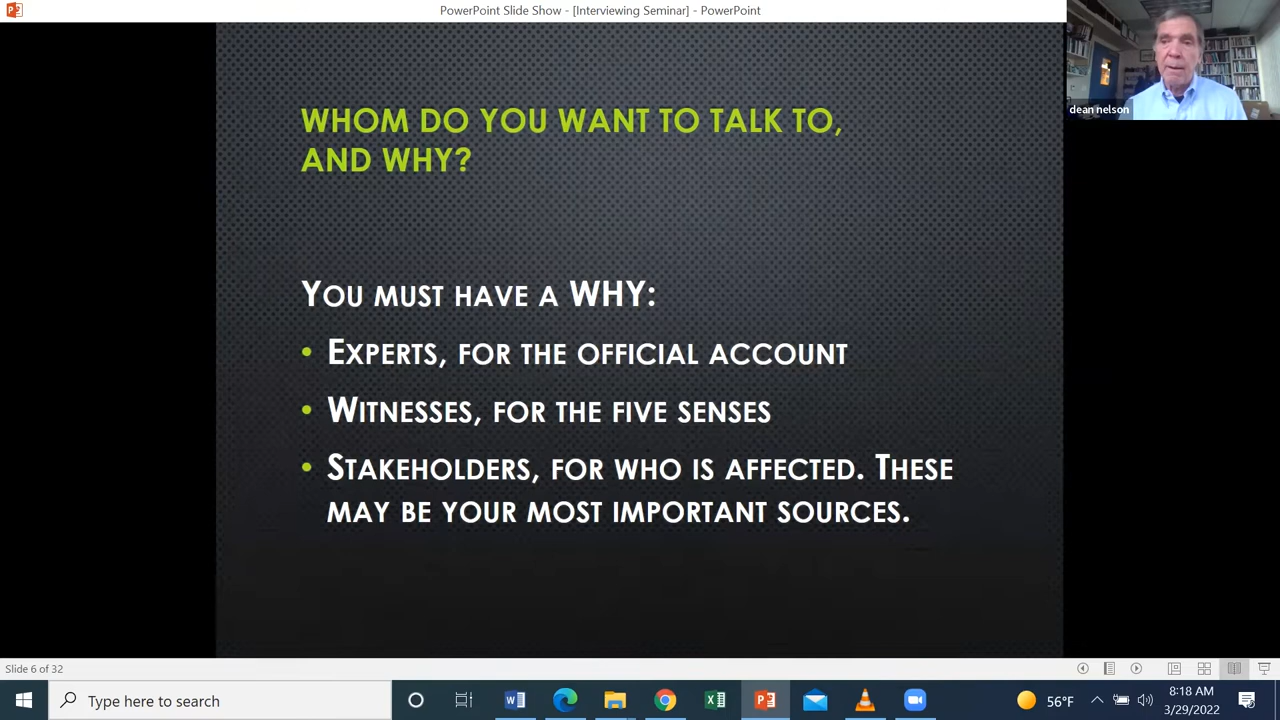 PowerPoint Slide Show - [Interviewing Seminar] - PowerPoint
dean nelson
WHOM DO YOU WANT TO TALK TO,
AND WHY?
YOU MUST HAVE A WHY:
• EXPERTS, FOR THE OFFICIAL ACCOUNT
• WITNESSES, FOR THE FIVE SENSES
• STAKEHOLDERS, FOR WHO IS AFFECTED. THESE
MAY BE YOUR MOST IMPORTANT SOURCES.
Slide 6 of 32
Type here to search
56°F
8:18 AM
3/29/2022